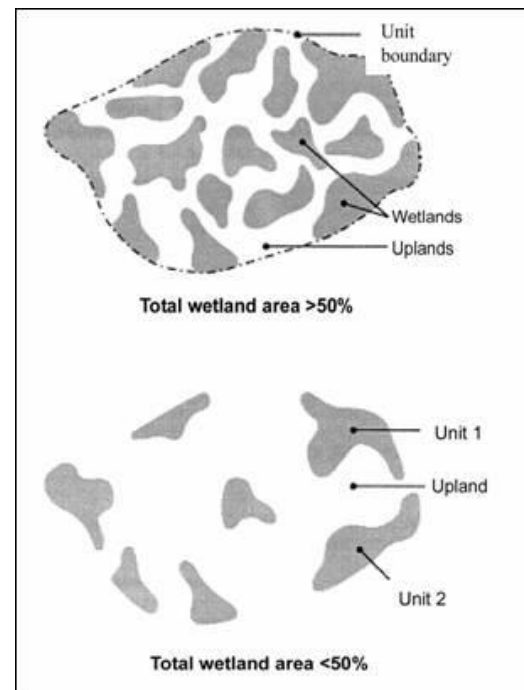 Unit
boundary
Wetlands
Uplands
Total wetland area >50%
Unit 1
Upland
Unit 2
Total wetland area <50%